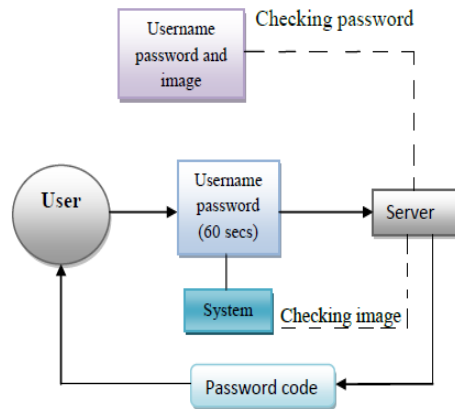 Checking password
Username
password and
image
User
Username
password
(60 secs)
Server
System
Checking image
Password code